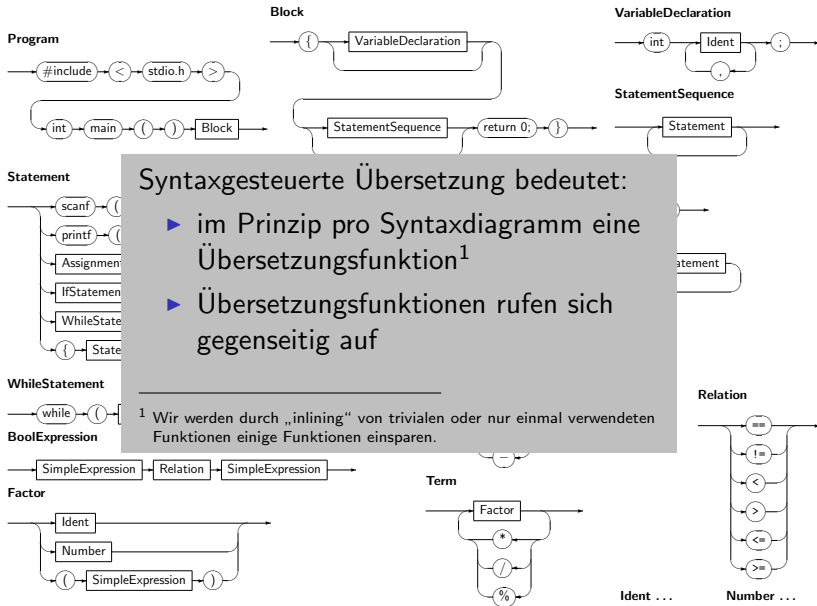 Program
#include < stdio.h >
int main ( ) Block
Block
{ VariableDeclaration
StatementSequence return 0; }
VariableDeclaration
int Ident ;
,
StatementSequence
Statement
Statement
scanf (
printf (
Assignment
IfStatemen
WhileState
{ State
atement
Syntaxgesteuerte Übersetzung bedeutet:
▶ im Prinzip pro Syntaxdiagramm eine
Übersetzungsfunktion¹
▶ Übersetzungsfunktionen rufen sich
gegenseitig auf
¹ Wir werden durch „inlining“ von trivialen oder nur einmal verwendeten
Funktionen einige Funktionen einsparen.
WhileStatement
while (
BoolExpression
SimpleExpression Relation SimpleExpression
Factor
Ident
Number
( SimpleExpression )
Term
Factor
*
/
%
Relation
==
!=
<
>
<=
>=
Ident ...
Number ...